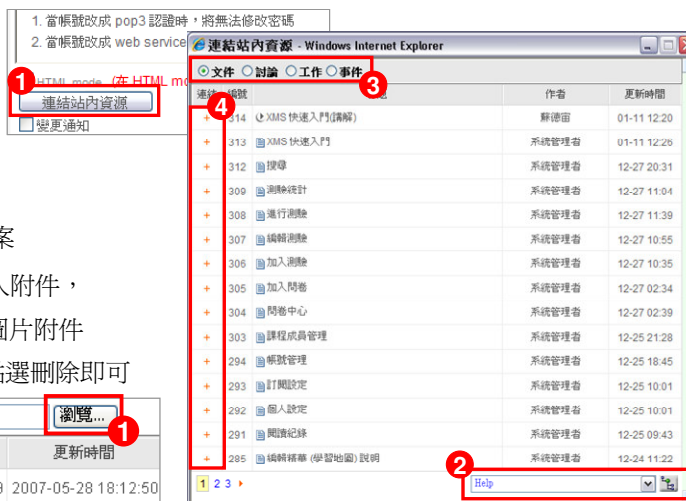 1. 當帳號改成 pop3 認證時，將無法修改密碼
2. 當帳號改成 web service
HTML mode (在 HTML mo
1
連結站內資源
變更通知
案
入附件，
圖片附件
點選刪除即可
瀏覽...
1
更新時間
2007-05-28 18:12:50
連結站內資源 - Windows Internet Explorer
文件 討論 工作 事件
3
連結 編號 作者 更新時間
4
+ 314 XMS 快速入門(講解) 蘇德宙 01-11 12:20
+ 313 XMS 快速入門 系統管理者 01-11 12:26
+ 312 搜尋 系統管理者 12-27 20:31
+ 309 測驗統計 系統管理者 12-27 11:04
+ 308 進行測驗 系統管理者 12-27 11:39
+ 307 編輯測驗 系統管理者 12-27 10:55
+ 306 加入測驗 系統管理者 12-27 10:35
+ 305 加入問卷 系統管理者 12-27 02:34
+ 304 問卷中心 系統管理者 12-27 02:39
+ 303 課程成員管理 系統管理者 12-25 21:28
+ 294 帳號管理 系統管理者 12-25 18:45
+ 293 訂閱設定 系統管理者 12-25 10:01
+ 292 個人設定 系統管理者 12-25 10:01
+ 291 閱讀紀錄 系統管理者 12-25 09:43
+ 285 編輯精華 (學習地圖) 說明 系統管理者 12-24 11:22
2
1 2 3 Help